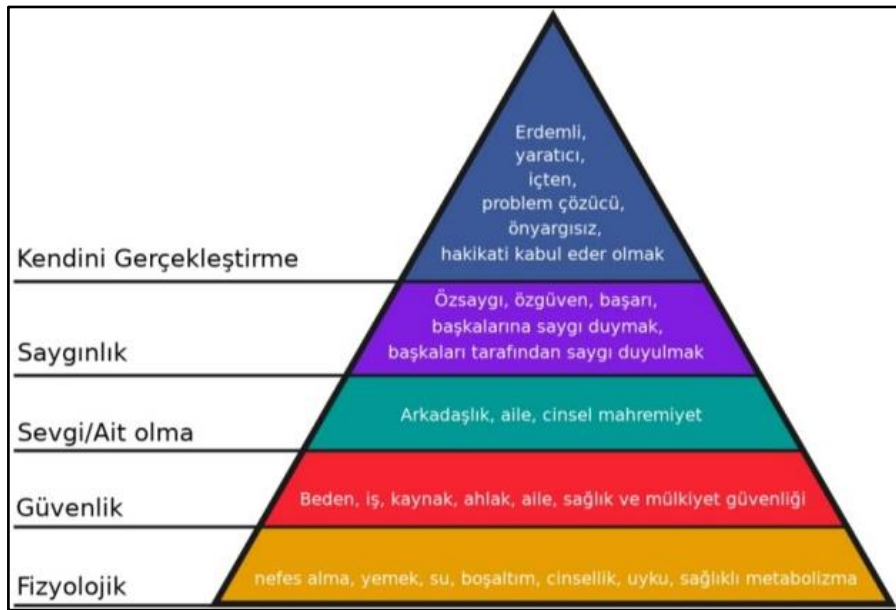 Erdemli,
yaratıcı,
içten,
problem çözücü,
önyargısız,
hakikati kabul eder olmak
Kendini Gerçekleştirme
Özsaygı, özgüven, başarı,
başkalarına saygı duymak,
başkaları tarafından saygı duyulmak
Saygınlık
Arkadaşlık, aile, cinsel mahremiyet
Sevgi/Ait olma
Beden, iş, kaynak, ahlak, aile, sağlık ve mülkiyet güvenliği
Güvenlik
nefes alma, yemek, su, boşaltım, cinsellik, uyku, sağlıklı metabolizma
Fizyolojik